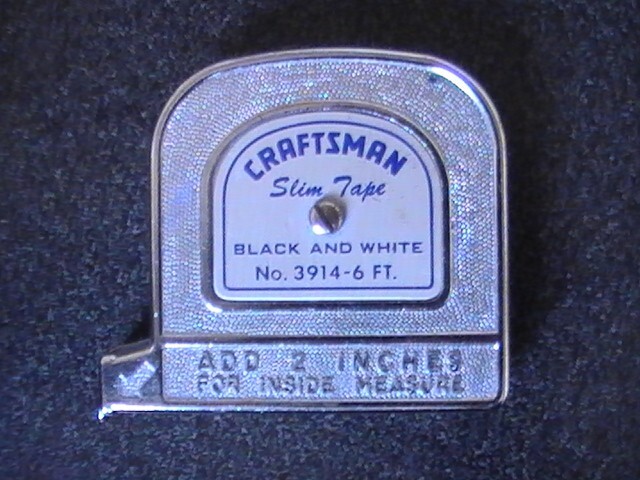 CRAFTSMAN
Slim Tape
BLACK AND WHITE
No. 3914-6 FT.
ADD 2 INCHES
FOR INSIDE MEASURE